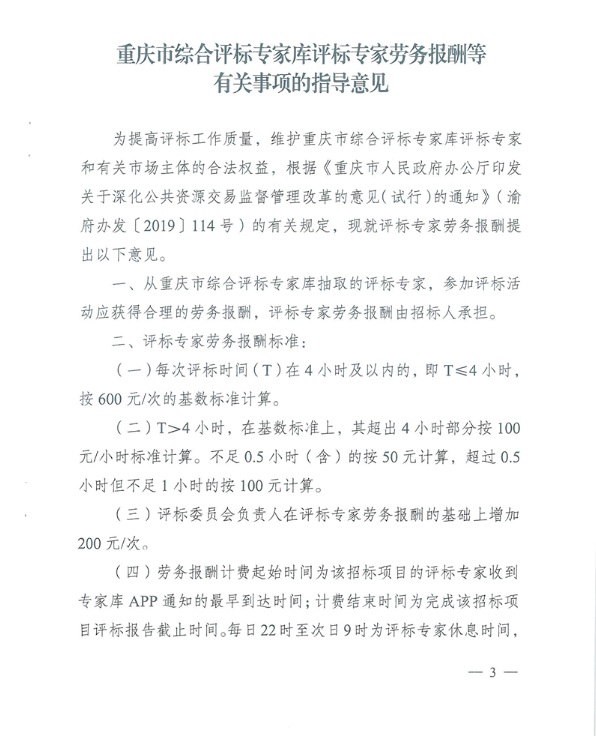 重庆市综合评标专家库评标专家劳务报酬等
有关事项的指导意见
为提高评标工作质量，维护重庆市综合评标专家库评标专家
和有关市场主体的合法权益，根据《重庆市人民政府办公厅印发
关于深化公共资源交易监督管理改革的意见（试行）的通知》（渝
府办发〔2019〕114号）的有关规定，现就评标专家劳务报酬提
出以下意见。
一、从重庆市综合评标专家库抽取的评标专家，参加评标活
动应获得合理的劳务报酬，评标专家劳务报酬由招标人承担。
二、评标专家劳务报酬标准：
（一）每次评标时间（T）在4小时及以内的，即T≤4小时，
按600元/次的基数标准计算。
（二）T>4小时，在基数标准上，其超出4小时部分按100
元/小时标准计算。不足0.5小时（含）的按50元计算，超过0.5
小时但不足1小时的按100元计算。
（三）评标委员会负责人在评标专家劳务报酬的基础上增加
200元/次。
（四）劳务报酬计费起始时间为该招标项目的评标专家收到
专家库APP通知的最早到达时间；计费结束时间为完成该招标项
目评标报告截止时间。每日22时至次日9时为评标专家休息时间，
— 3 —